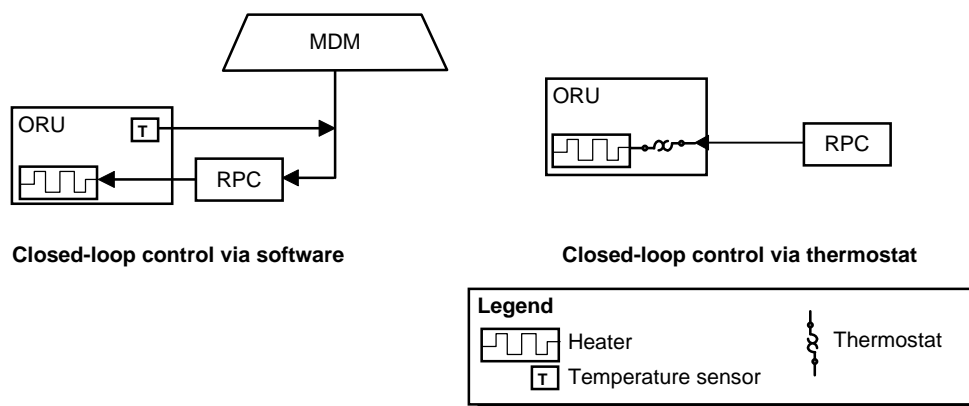 MDM
ORU
T
RPC
ORU
RPC
Closed-loop control via software
Closed-loop control via thermostat
Legend
Heater
Thermostat
T
Temperature sensor